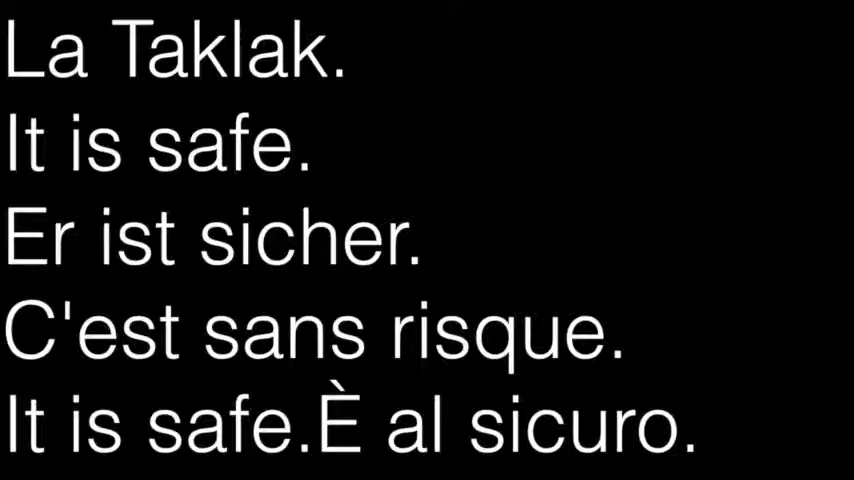 La Taklak.
It is safe.
Er ist sicher.
C'est sans risque.
It is safe.È al sicuro.